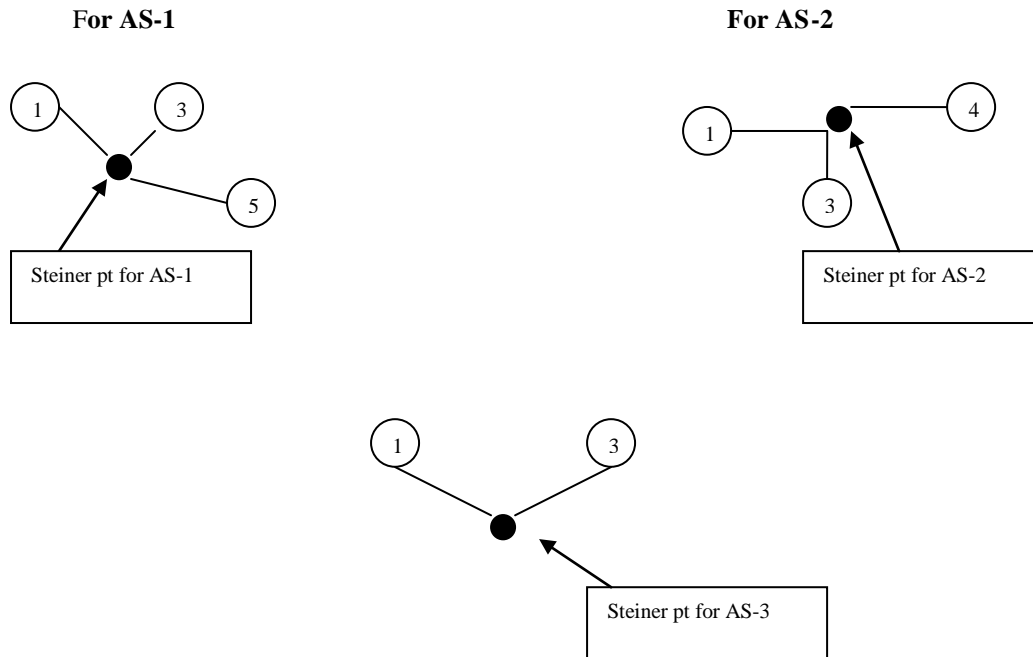 For AS-1
For AS-2
1
3
5
1
3
4
Steiner pt for AS-1
Steiner pt for AS-2
1
3
Steiner pt for AS-3